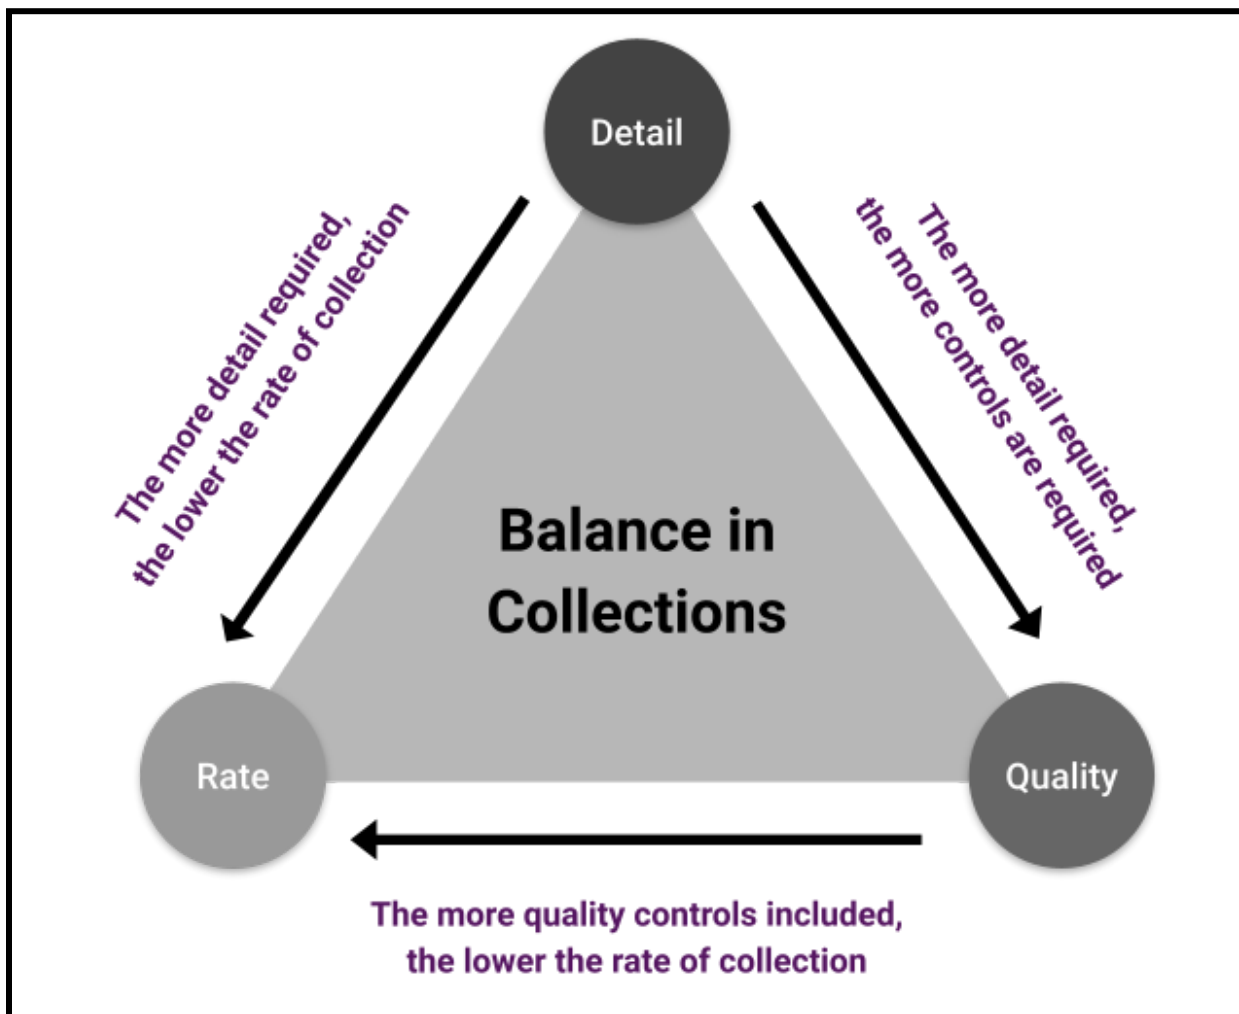 Detail
The more detail required,
the lower the rate of collection
The more detail required,
the more controls are required
Balance in
Collections
Rate
Quality
The more quality controls included,
the lower the rate of collection